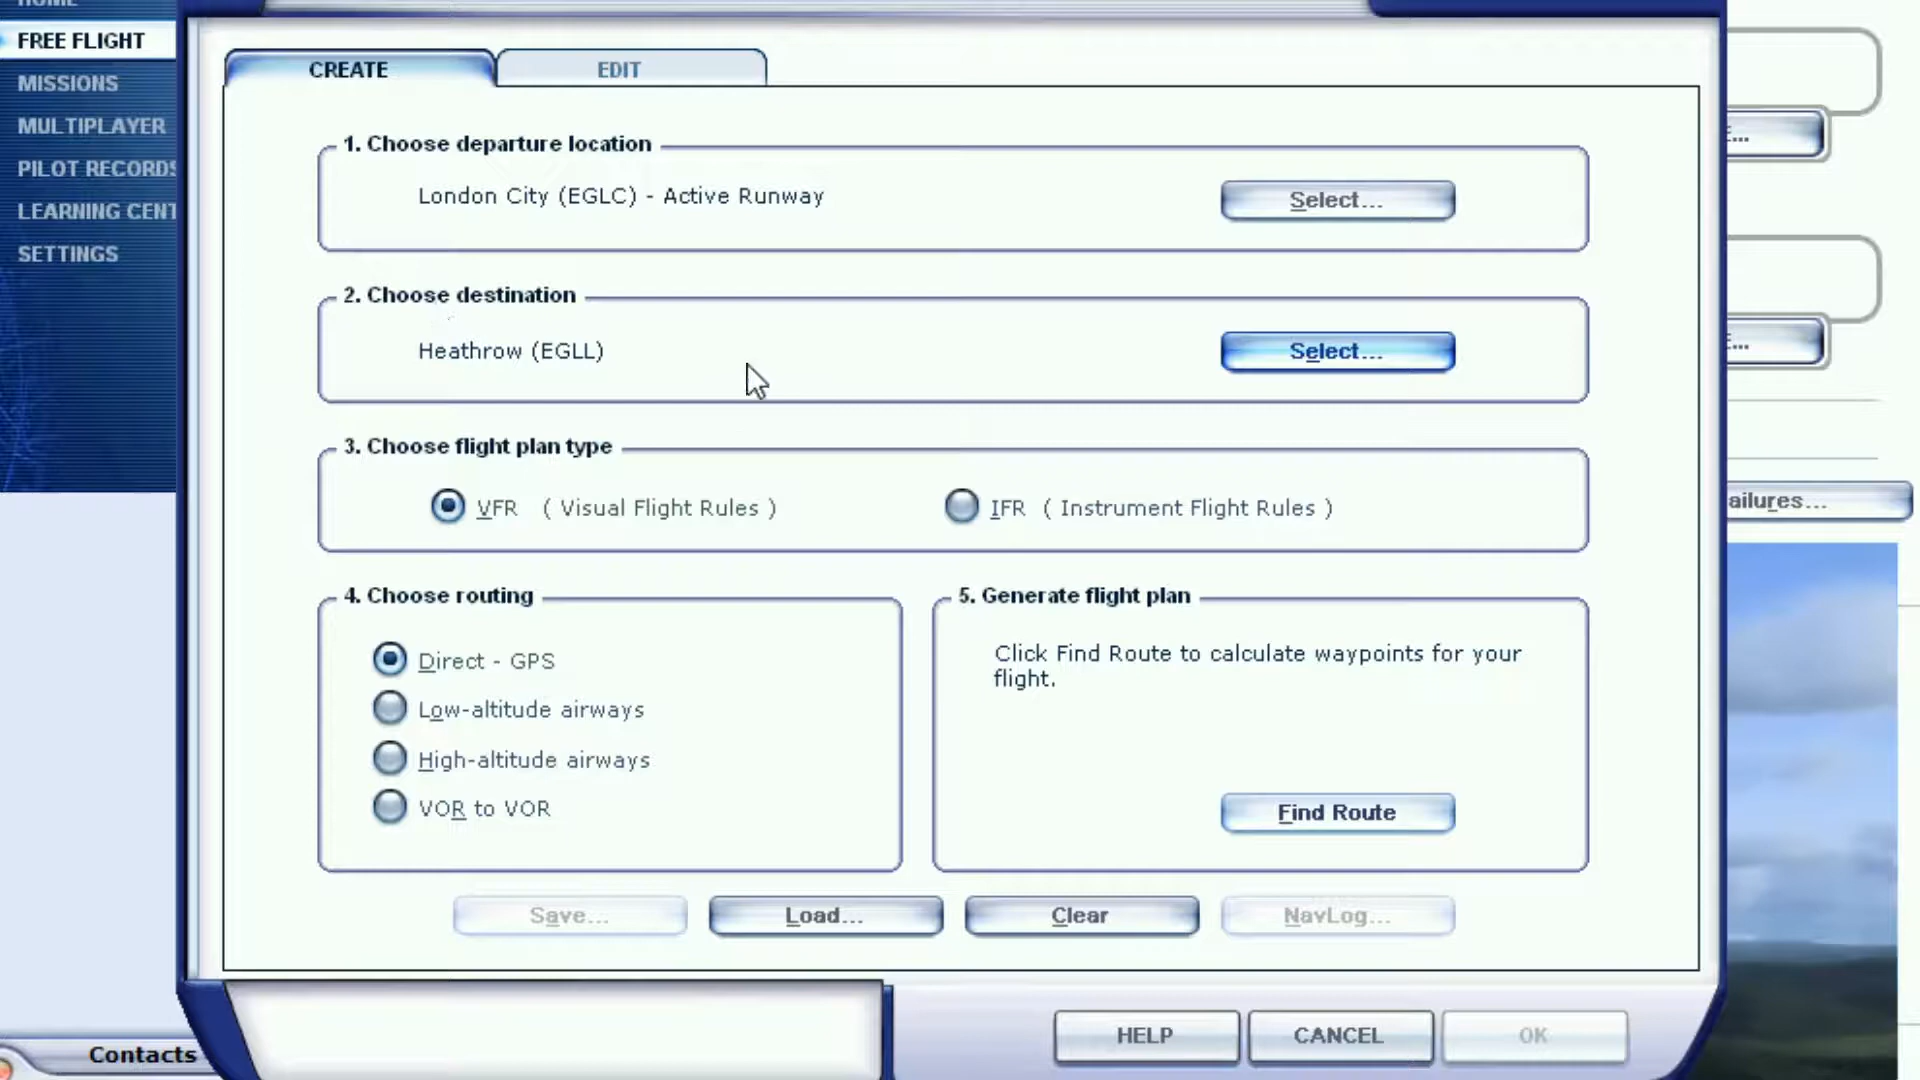 FREE FLIGHT
MISSIONS
MULTIPLAYER
PILOT RECORDS
LEARNING CENT
SETTINGS
CREATE
EDIT
1. Choose departure location
London City (EGLC) - Active Runway
Select...
2. Choose destination
Heathrow (EGLL)
Select...
3. Choose flight plan type
VFR ( Visual Flight Rules )
IFR ( Instrument Flight Rules )
4. Choose routing
Direct - GPS
Low-altitude airways
High-altitude airways
VOR to VOR
5. Generate flight plan
Click Find Route to calculate waypoints for your
flight.
Find Route
Save...
Load...
Clear
NavLog...
HELP
CANCEL
OK
Contacts
ailures...